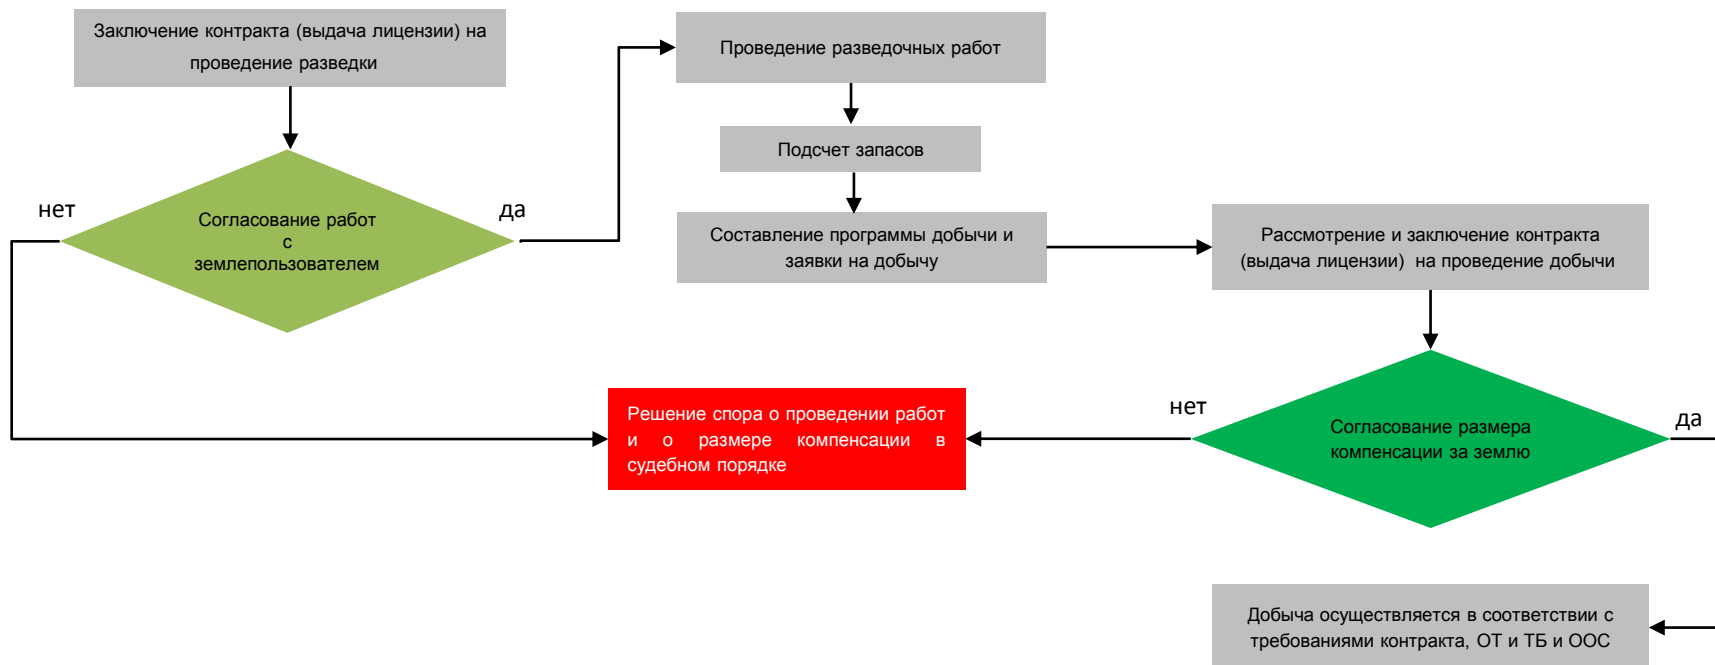 Заключение контракта (выдача лицензии) на
проведение разведки
Проведение разведочных работ
Подсчет запасов
нет
да
Согласование работ
с
землепользователем
Составление программы добычи и
заявки на добычу
Рассмотрение и заключение контракта
(выдача лицензии) на проведение добычи
Решение спора о проведении работ
и о размере компенсации в
судебном порядке
нет
да
Согласование размера
компенсации за землю
Добыча осуществляется в соответствии с
требованиями контракта, ОТ и ТБ и ООС